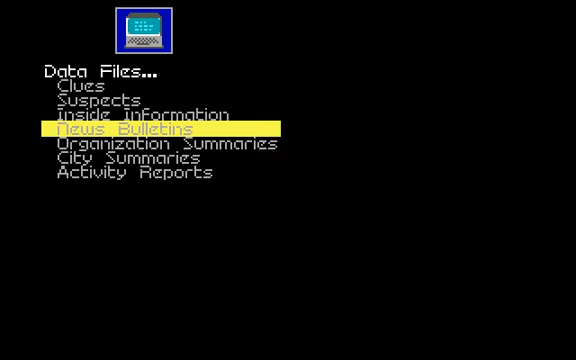 Data Files...
Clues
Suspects
Inside Information
News Bulletins
Organization Summaries
City Summaries
Activity Reports